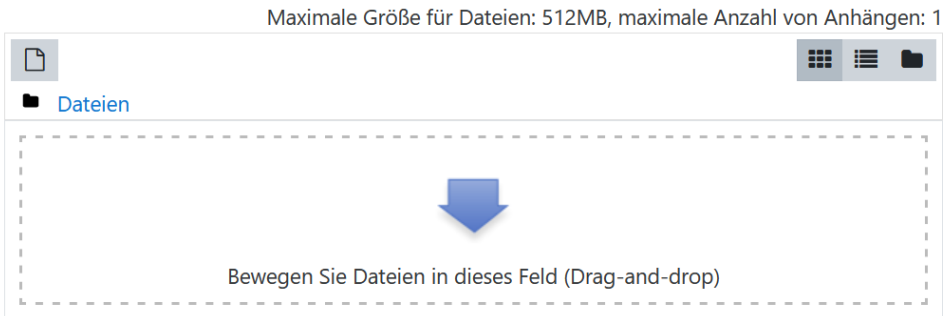 Maximale Größe für Dateien: 512MB, maximale Anzahl von Anhängen: 1
Dateien
Bewegen Sie Dateien in dieses Feld (Drag-and-drop)